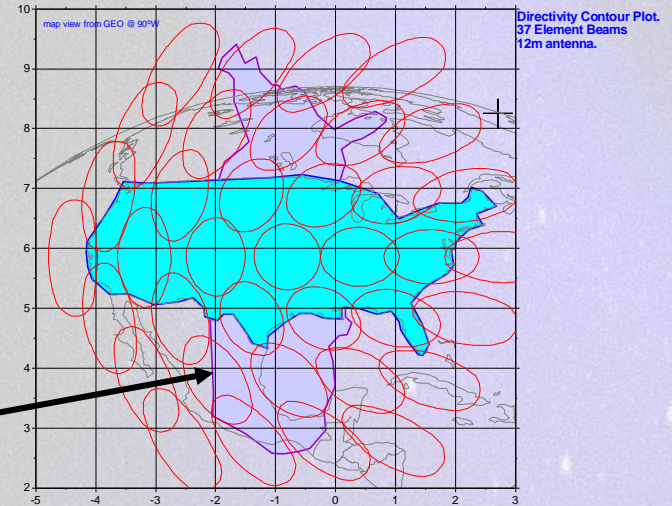 map view from GEO @ 90ºW
Directivity Contour Plot.
37 Element Beams
12m antenna.
10
9
8
7
6
5
4
3
2
-5 -4 -3 -2 -1 0 1 2 3